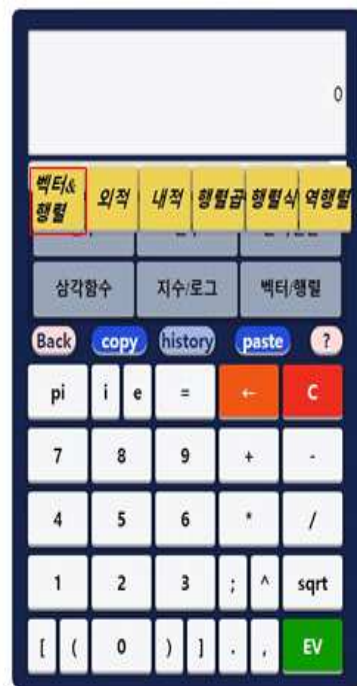 0
벡터& 외적 내적 행렬곱 행렬식 역행렬
행렬
삼각함수 지수/로그 벡터/행렬
Back copy history paste ?
pi i e = ← C
7 8 9 + -
4 5 6 * /
1 2 3 ; ^ sqrt
[ ( 0 ) ] . , EV